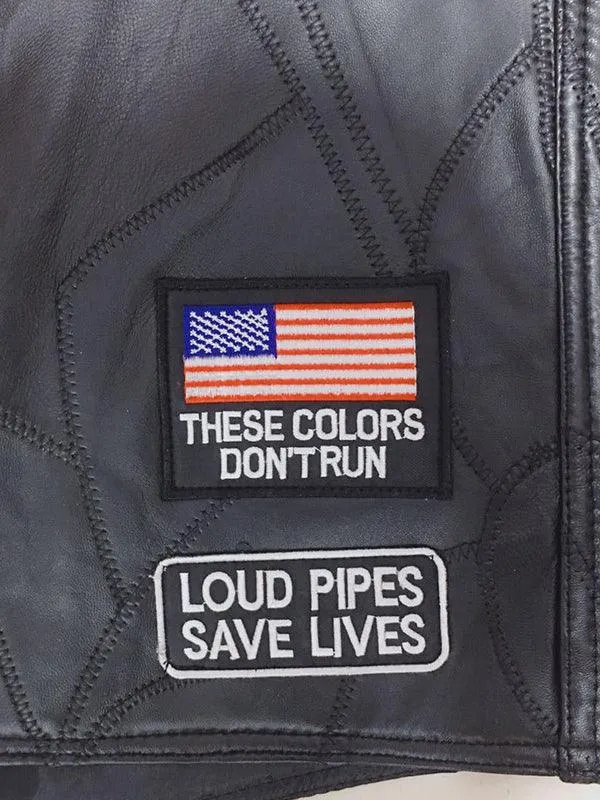 THESE COLORS
DON'T RUN
LOUD PIPES
SAVE LIVES